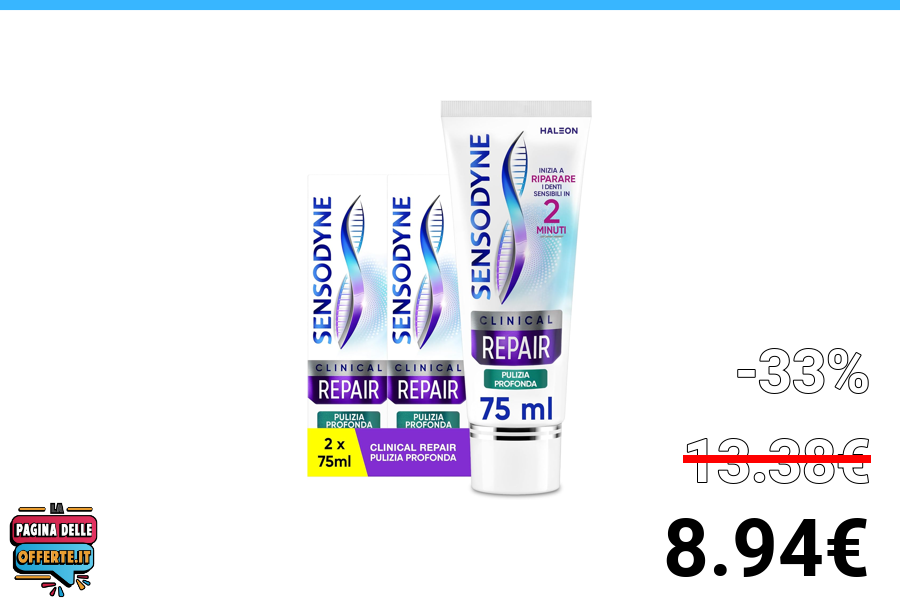 SENSODYNE
CLINICAL
REPAIR
PULIZIA
PROFONDA
SENSODYNE
CLINICAL
REPAIR
PULIZIA
PROFONDA
2 x
75ml
CLINICAL REPAIR
PULIZIA PROFONDA
HALEON
SENSODYNE
INIZIA A
RIPARARE
I DENTI
SENSIBILI IN
2
MINUTI
CLINICAL
REPAIR
PULIZIA
PROFONDA
75 ml
-33%
13.38€
8.94€
LA
PAGINA DELLE
OFFERTE.IT